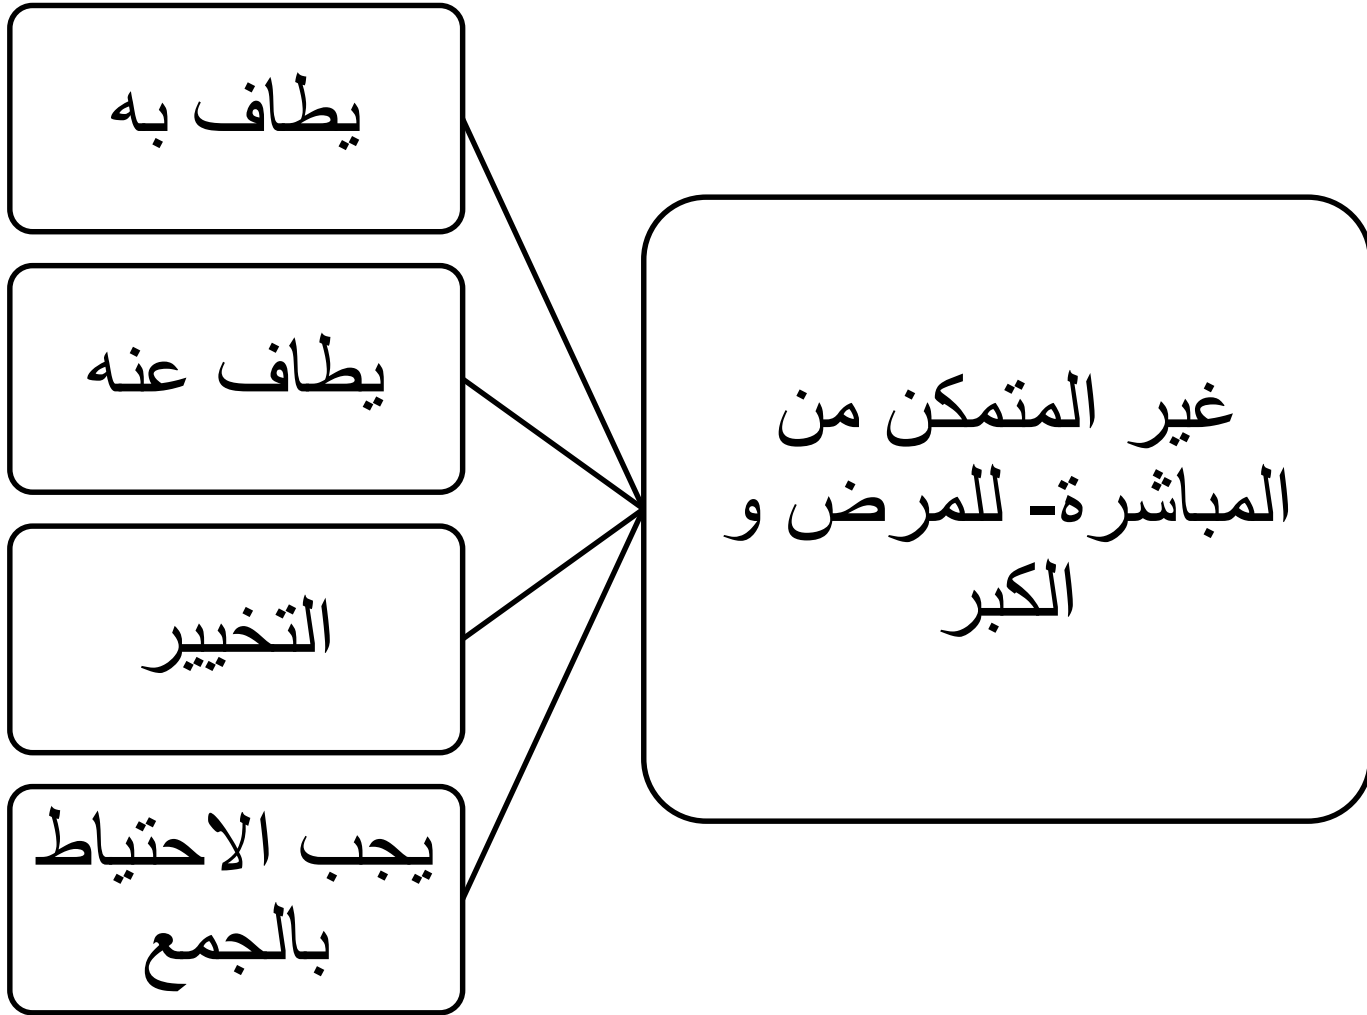 غير المتمكن من
المباشرة- للمرض و
الكبر
يطاف به
يطاف عنه
التخيير
يجب الاحتياط
بالجمع